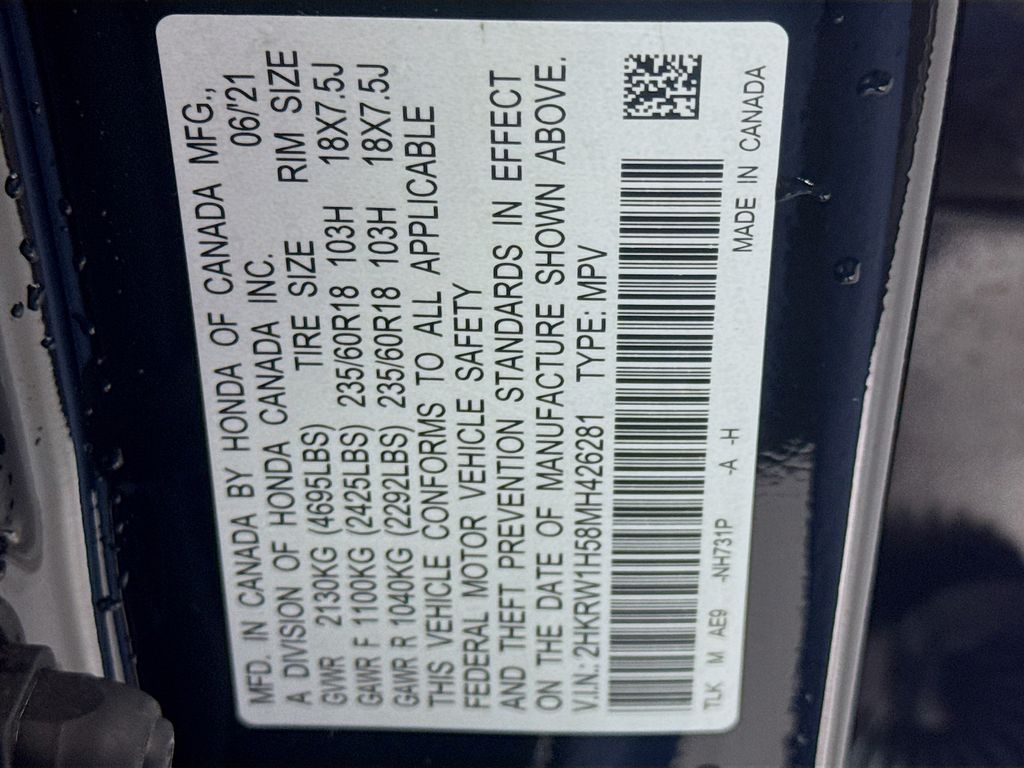 MFD. IN CANADA BY HONDA OF CANADA MFG.,
A DIVISION OF HONDA CANADA INC. 06/'21
TIRE SIZE RIM SIZE
GWR 2130KG (4695LBS)
GAWR F 1100KG (2425LBS) 235/60R18 103H 18X7.5J
GAWR R 1040KG (2292LBS) 235/60R18 103H 18X7.5J
THIS VEHICLE CONFORMS TO ALL APPLICABLE
FEDERAL MOTOR VEHICLE SAFETY
AND THEFT PREVENTION STANDARDS IN EFFECT
ON THE DATE OF MANUFACTURE SHOWN ABOVE.
V.I.N.: 2HKRW1H58MH426281 TYPE: MPV
TLK M AE9 -NH731P -A -H
MADE IN CANADA